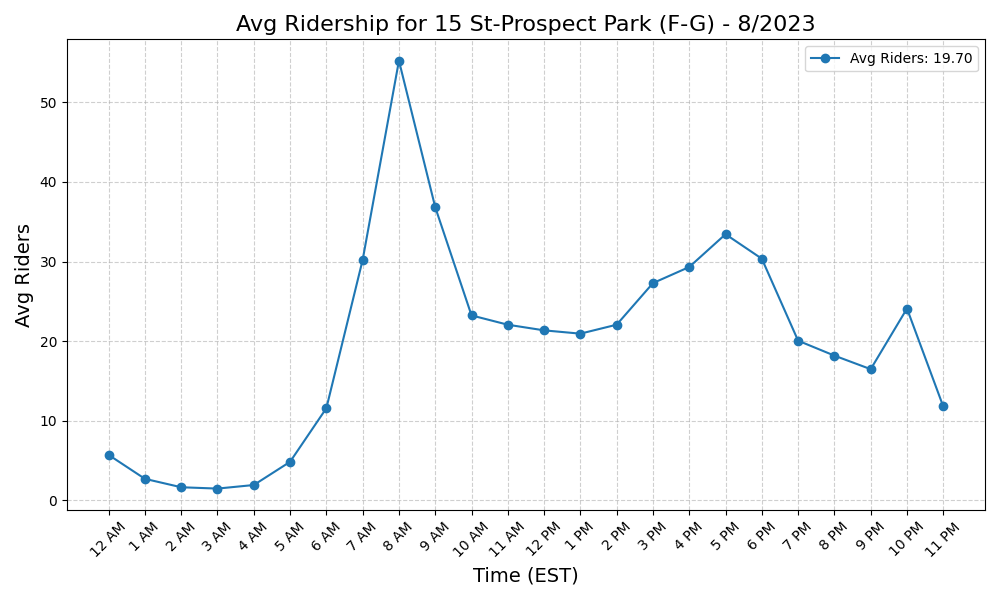 Avg Ridership for 15 St-Prospect Park (F-G) - 8/2023
Avg Riders: 19.70
Avg Riders
50
40
30
20
10
0
12 AM
1 AM
2 AM
3 AM
4 AM
5 AM
6 AM
7 AM
8 AM
9 AM
10 AM
11 AM
12 PM
1 PM
2 PM
3 PM
4 PM
5 PM
6 PM
7 PM
8 PM
9 PM
10 PM
11 PM
Time (EST)